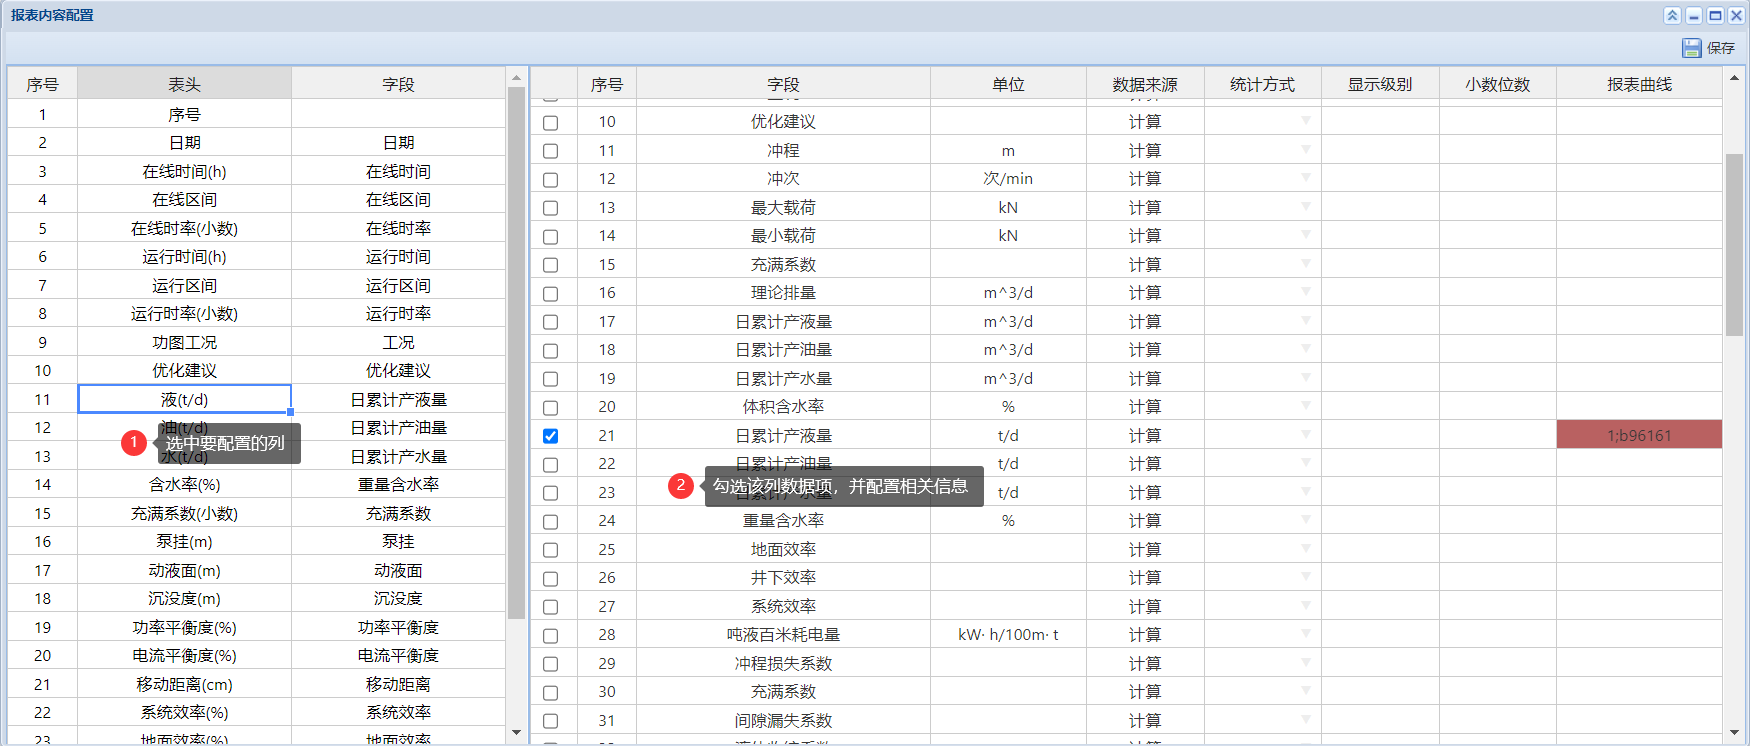 报表内容配置
保存
序号 表头 字段
1 序号
2 日期 日期
3 在线时间(h) 在线时间
4 在线区间 在线区间
5 在线时率(小数) 在线时率
6 运行时间(h) 运行时间
7 运行区间 运行区间
8 运行时率(小数) 运行时率
9 功图工况 工况
10 优化建议 优化建议
11 液(t/d) 日累计产液量
12 油(t/d) 日累计产油量
13 水(t/d) 日累计产水量
14 含水率(%) 重量含水率
15 充满系数(小数) 充满系数
16 泵挂(m) 泵挂
17 动液面(m) 动液面
18 沉没度(m) 沉没度
19 功率平衡度(%) 功率平衡度
20 电流平衡度(%) 电流平衡度
21 移动距离(cm) 移动距离
22 系统效率(%) 系统效率
23 地面效率(%) 地面效率
1 选中要配置的列
序号 字段 单位 数据来源 统计方式 显示级别 小数位数 报表曲线
10 优化建议 计算
11 冲程 m 计算
12 冲次 次/min 计算
13 最大载荷 kN 计算
14 最小载荷 kN 计算
15 充满系数 计算
16 理论排量 m^3/d 计算
17 日累计产液量 m^3/d 计算
18 日累计产油量 m^3/d 计算
19 日累计产水量 m^3/d 计算
20 体积含水率 % 计算
21 日累计产液量 t/d 计算 1;b96161
22 日累计产油量 t/d 计算
23 日累计产水量 t/d 计算
24 重量含水率 % 计算
25 地面效率 计算
26 井下效率 计算
27 系统效率 计算
28 吨液百米耗电量 kW· h/100m· t 计算
29 冲程损失系数 计算
30 充满系数 计算
31 间隙漏失系数 计算
2 勾选该列数据项，并配置相关信息